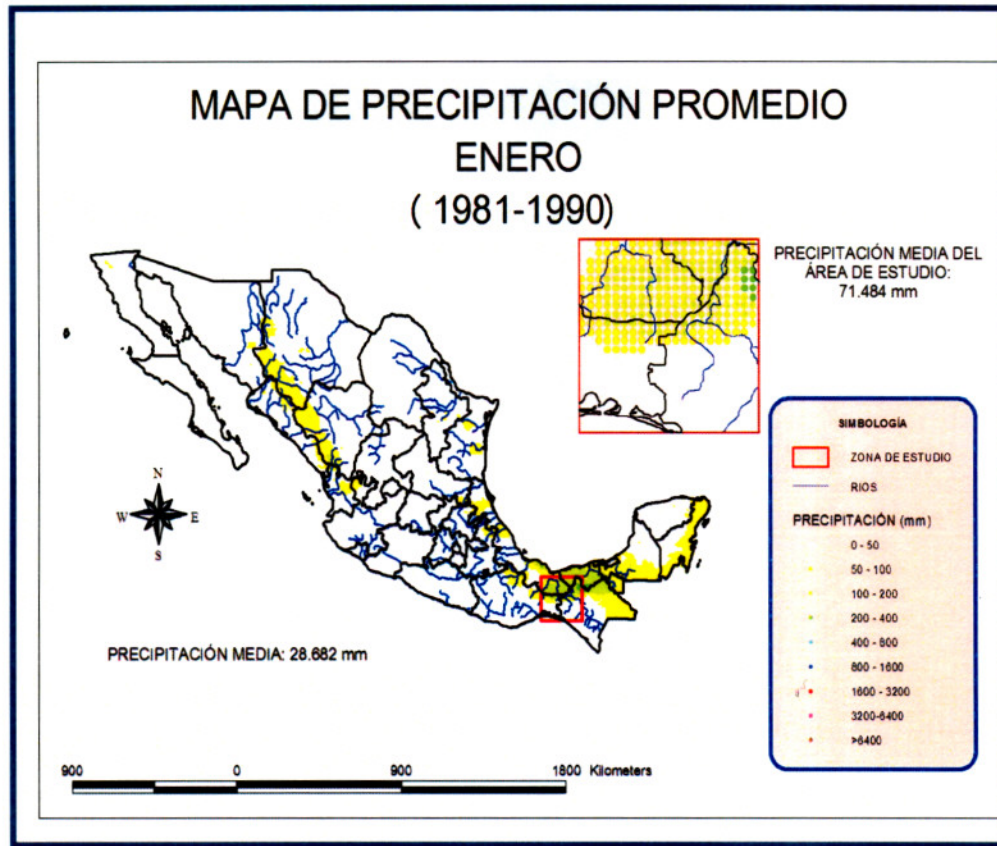 MAPA DE PRECIPITACIÓN PROMEDIO
ENERO
( 1981-1990)
PRECIPITACIÓN MEDIA DEL
ÁREA DE ESTUDIO:
71.484 mm
SIMBOLOGÍA
ZONA DE ESTUDIO
RIOS
PRECIPITACIÓN (mm)
0 - 50
50 - 100
100 - 200
200 - 400
400 - 800
800 - 1600
1600 - 3200
3200-6400
>6400
N
W E
S
PRECIPITACIÓN MEDIA: 28.682 mm
900 0 900 1800 Kilometers